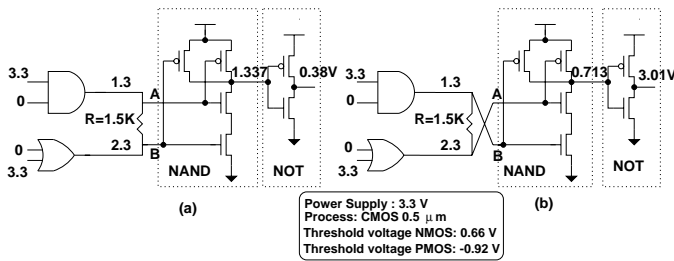 NAND
NOT
3.3
0
1.3
A
1.337
0.38V
R=1.5K
0
3.3
2.3
B
NAND
NOT
(a)
3.3
0
1.3
A
0.713
3.01V
R=1.5K
0
3.3
2.3
B
NAND
NOT
(b)
Power Supply : 3.3 V
Process: CMOS 0.5 μm
Threshold voltage NMOS: 0.66 V
Threshold voltage PMOS: -0.92 V